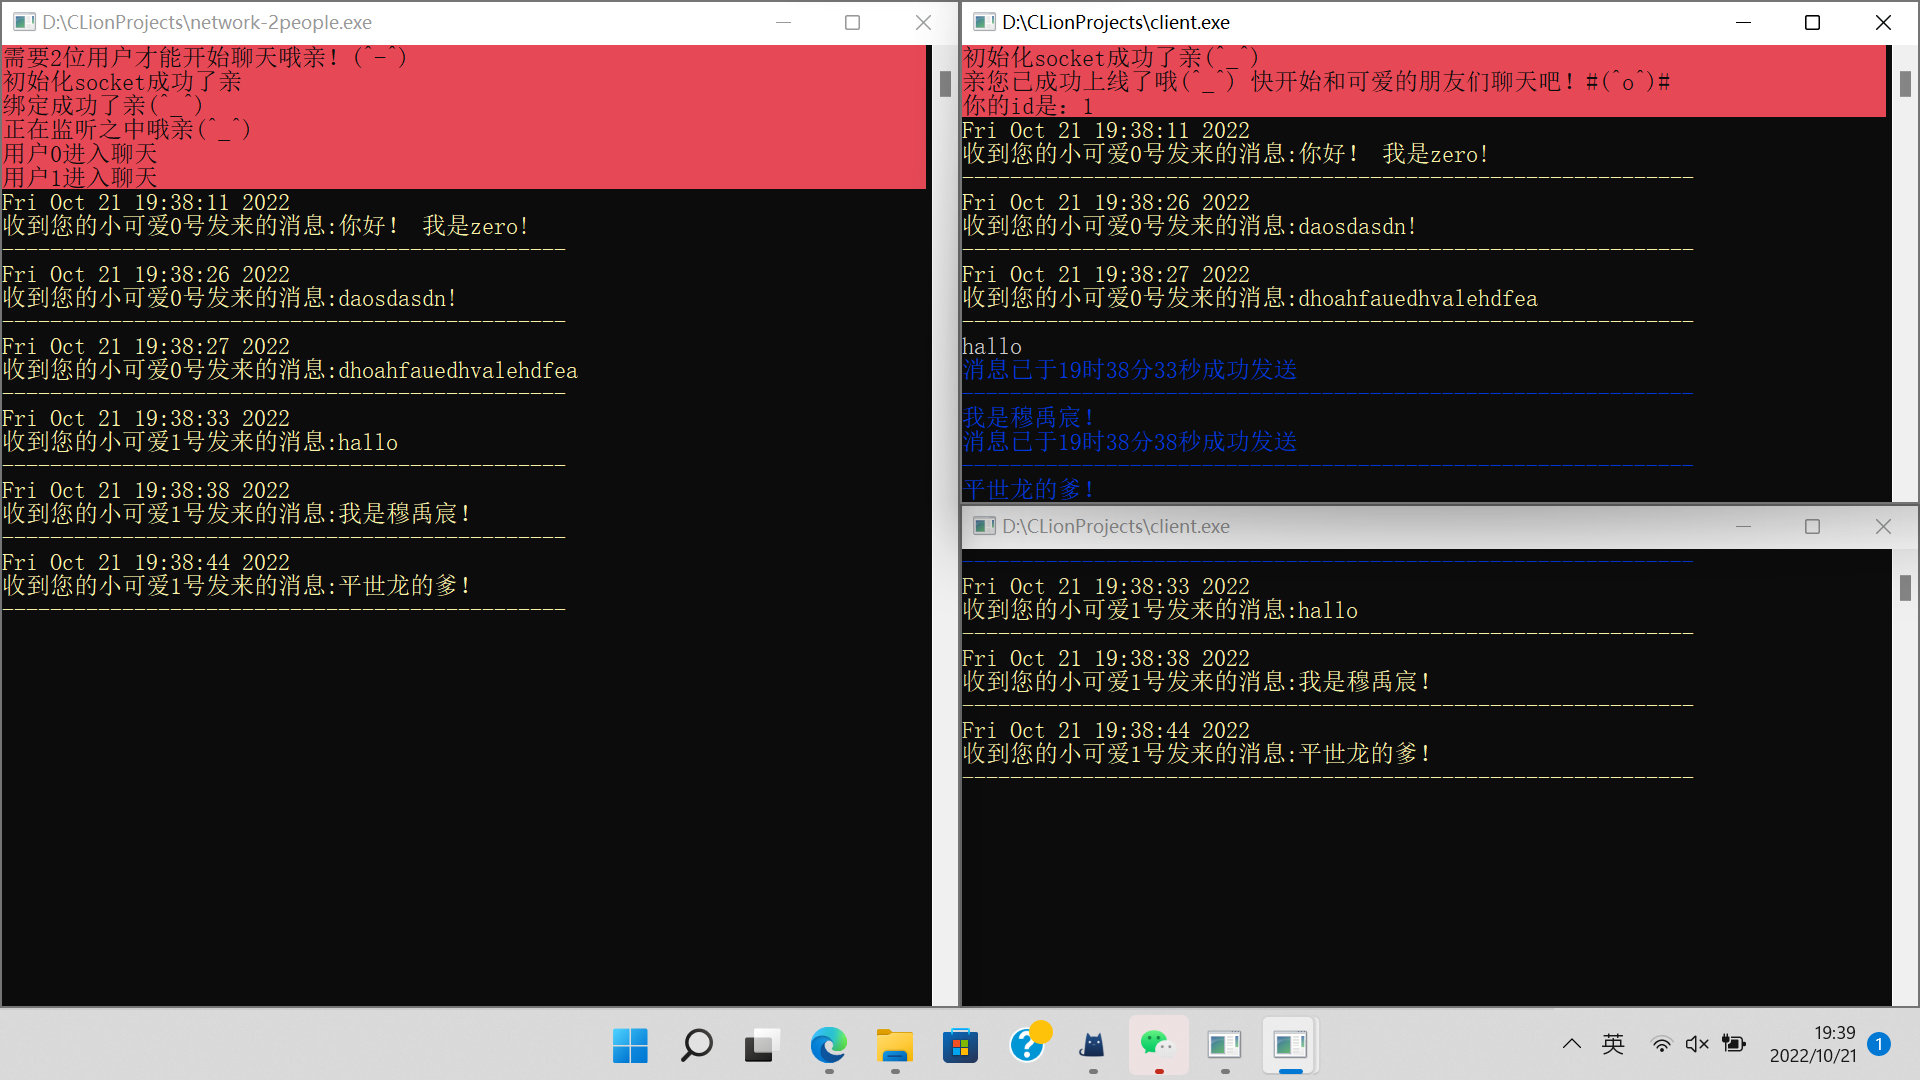 D:\CLionProjects\network-2people.exe
需要2位用户才能开始聊天哦亲！(^-^)
初始化socket成功了亲
绑定成功了亲(^_^)
正在监听之中哦亲(^_^)
用户0进入聊天
用户1进入聊天
Fri Oct 21 19:38:11 2022
收到您的小可爱0号发来的消息:你好！ 我是zero!
-----------------------------------------------
Fri Oct 21 19:38:26 2022
收到您的小可爱0号发来的消息:daosdasdn!
-----------------------------------------------
Fri Oct 21 19:38:27 2022
收到您的小可爱0号发来的消息:dhoahfauedhvalehdfea
-----------------------------------------------
Fri Oct 21 19:38:33 2022
收到您的小可爱1号发来的消息:hallo
-----------------------------------------------
Fri Oct 21 19:38:38 2022
收到您的小可爱1号发来的消息:我是穆禹宸！
-----------------------------------------------
Fri Oct 21 19:38:44 2022
收到您的小可爱1号发来的消息:平世龙的爹！
-----------------------------------------------
D:\CLionProjects\client.exe
初始化socket成功了亲(^_^)
亲您已成功上线了哦(^_^) 快开始和可爱的朋友们聊天吧！#(^o^)#
你的id是：1
Fri Oct 21 19:38:11 2022
收到您的小可爱0号发来的消息:你好！ 我是zero!
-------------------------------------------------------------
Fri Oct 21 19:38:26 2022
收到您的小可爱0号发来的消息:daosdasdn!
-------------------------------------------------------------
Fri Oct 21 19:38:27 2022
收到您的小可爱0号发来的消息:dhoahfauedhvalehdfea
-------------------------------------------------------------
hallo
消息已于19时38分33秒成功发送
-------------------------------------------------------------
我是穆禹宸！
消息已于19时38分38秒成功发送
-------------------------------------------------------------
平世龙的爹！
D:\CLionProjects\client.exe
-------------------------------------------------------------
Fri Oct 21 19:38:33 2022
收到您的小可爱1号发来的消息:hallo
-------------------------------------------------------------
Fri Oct 21 19:38:38 2022
收到您的小可爱1号发来的消息:我是穆禹宸！
-------------------------------------------------------------
Fri Oct 21 19:38:44 2022
收到您的小可爱1号发来的消息:平世龙的爹！
-------------------------------------------------------------
英
19:39
2022/10/21
1